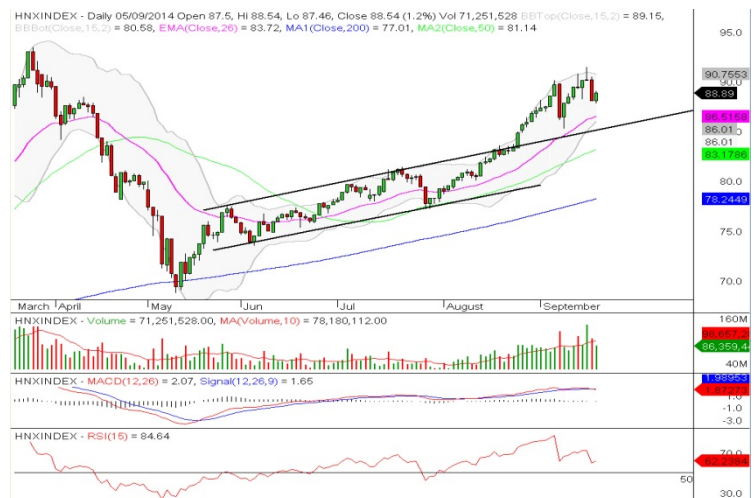 HNXINDEX - Daily 05/09/2014 Open 87.5, Hi 88.54, Lo 87.46, Close 88.54 (1.2%) Vol 71,251,528 BBTop(Close,15,2) = 89.15,
BBBot(Close,15,2) = 80.58, EMA(Close,26) = 83.72, MA1(Close,200) = 77.01, MA2(Close,50) = 81.14
95.0
90.7553
88.89
86.5158
86.01
86.01
83.1786
80.0
78.2449
75.0
70.0
March April May Jun Jul August September
HNXINDEX - Volume = 71,251,528.00, MA(Volume,10) = 78,180,112.00
160M
86,359,4
40M
HNXINDEX - MACD(12,26) = 2.07, Signal(12,26,9) = 1.65
1.98953
1.87273
-1.0
-3.0
HNXINDEX - RSI(15) = 84.64
70.0
62.2384
50
30.0